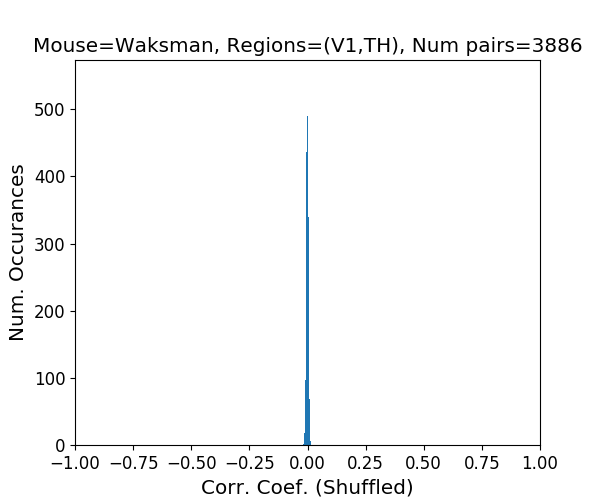 Mouse=Waksman, Regions=(V1,TH), Num pairs=3886
Num. Occurances
500
400
300
200
100
0
−1.00 −0.75 −0.50 −0.25 0.00 0.25 0.50 0.75 1.00
Corr. Coef. (Shuffled)